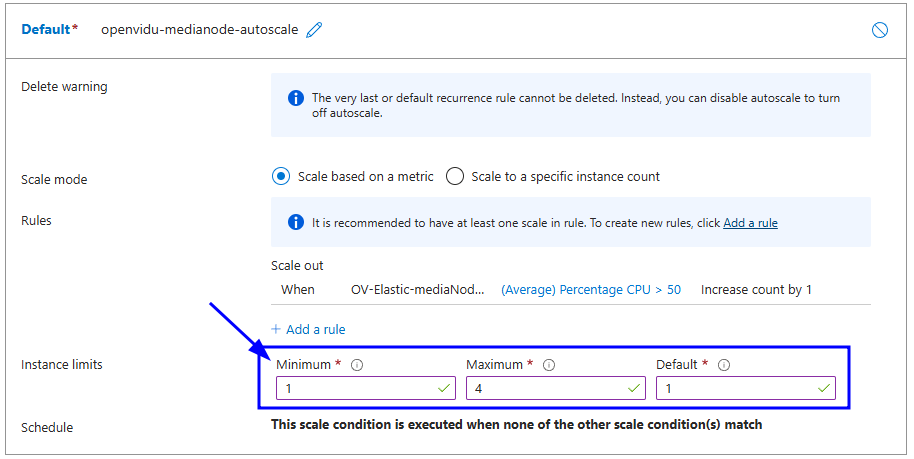 Default* openvidu-medianode-autoscale
Delete warning
The very last or default recurrence rule cannot be deleted. Instead, you can disable autoscale to turn
off autoscale.
Scale mode Scale based on a metric Scale to a specific instance count
Rules It is recommended to have at least one scale in rule. To create new rules, click Add a rule
Scale out
When OV-Elastic-mediaNod... (Average) Percentage CPU > 50 Increase count by 1
+ Add a rule
Instance limits Minimum * Maximum * Default *
1 4 1
Schedule This scale condition is executed when none of the other scale condition(s) match